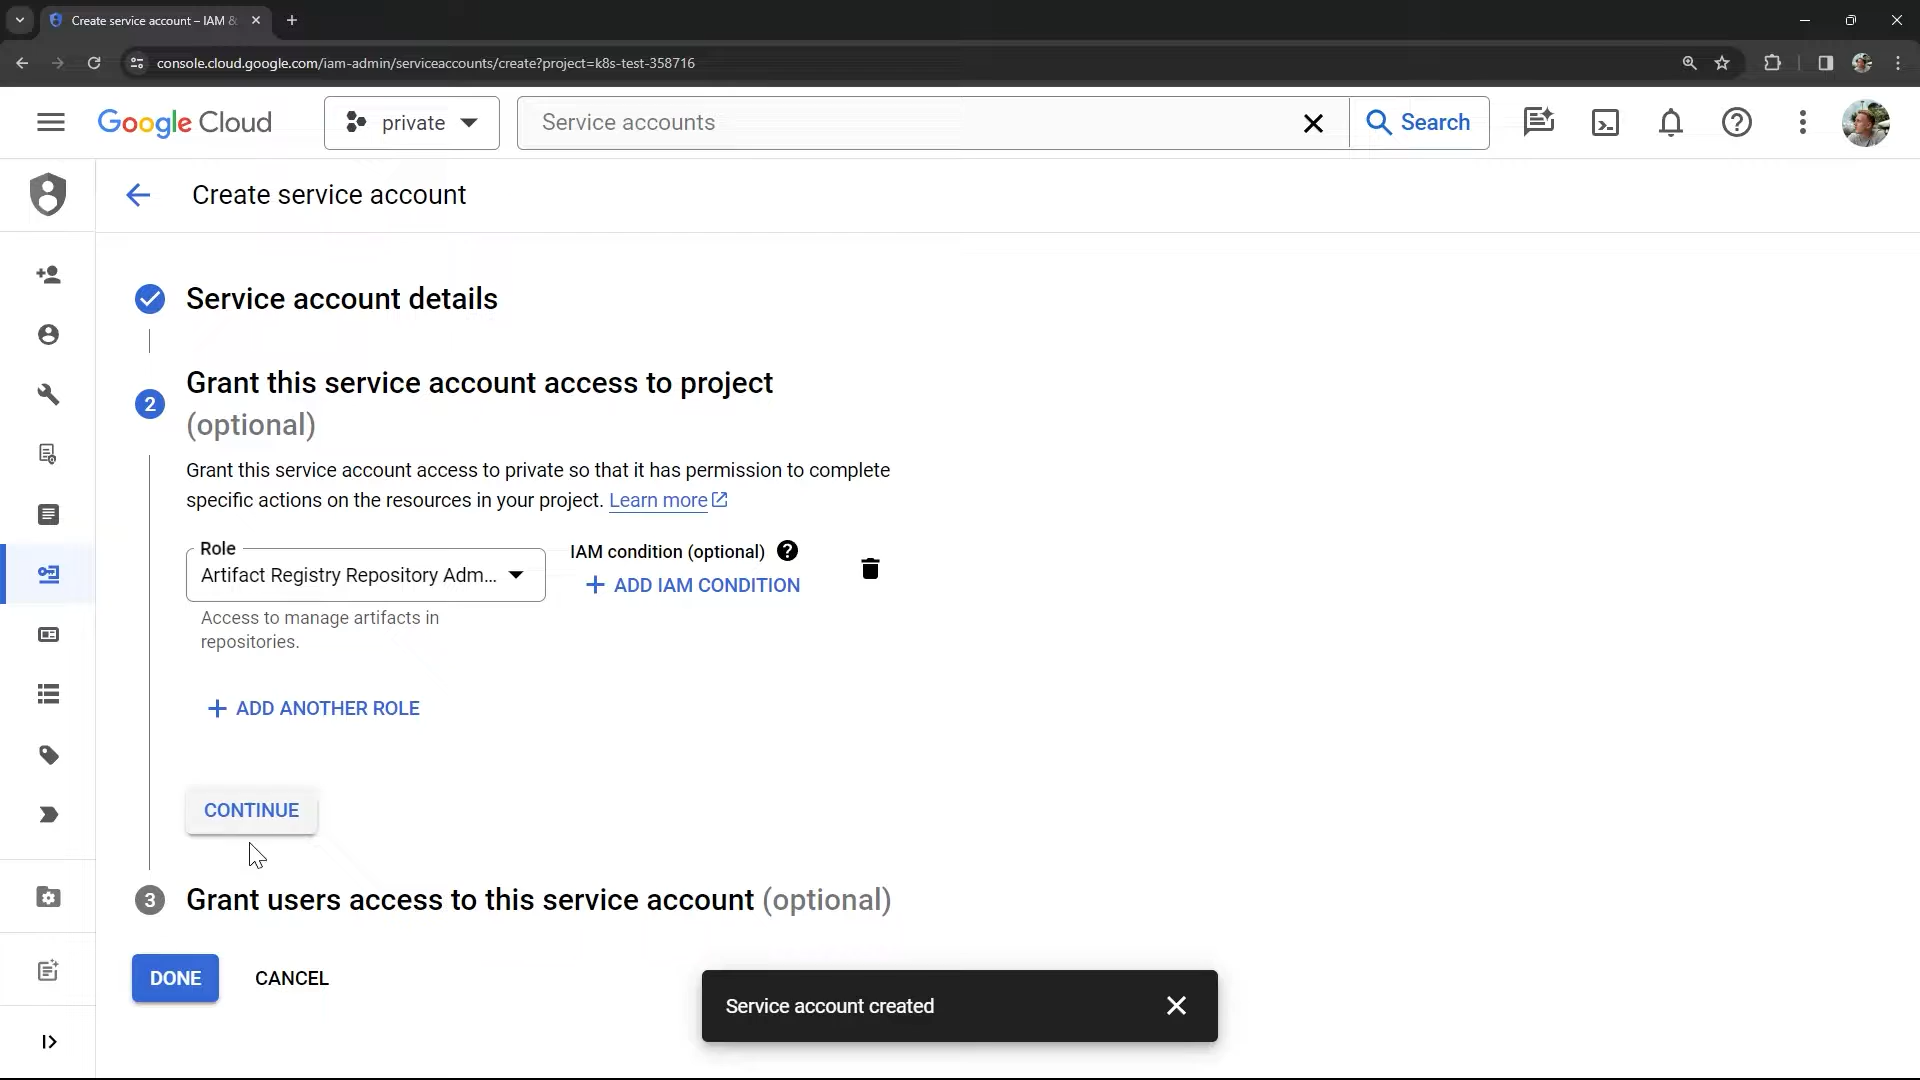 Create service account – IAM &
console.cloud.google.com/iam-admin/serviceaccounts/create?project=k8s-test-358716
Google Cloud
private
Service accounts
Search
Create service account
Service account details
2
Grant this service account access to project
(optional)
Grant this service account access to private so that it has permission to complete
specific actions on the resources in your project. Learn more
Role
Artifact Registry Repository Adm...
IAM condition (optional)
ADD IAM CONDITION
Access to manage artifacts in
repositories.
ADD ANOTHER ROLE
CONTINUE
3
Grant users access to this service account (optional)
DONE
CANCEL
Service account created